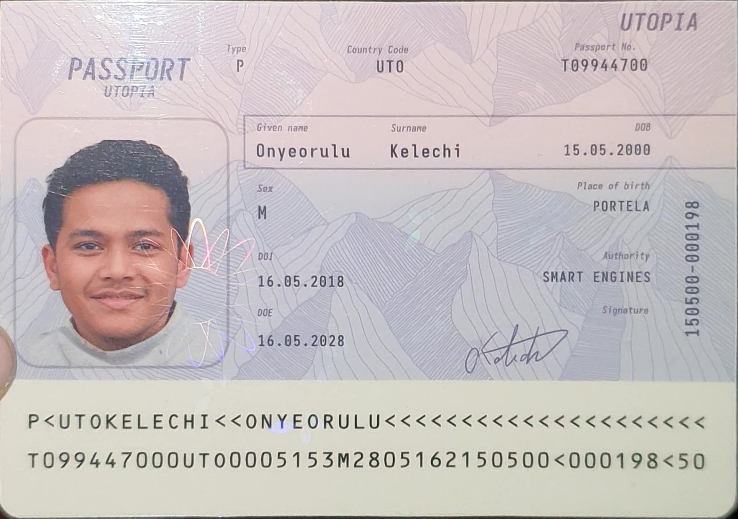 UTOPIA
PASSPORT
UTOPIA
Type
P
Country Code
UTO
Passport No.
T09944700
Given name
Onyeorulu
Surname
Kelechi
DOB
15.05.2000
Sex
M
Place of birth
PORTELA
DOI
16.05.2018
Authority
SMART ENGINES
DOE
16.05.2028
Signature
150500-000198
P<UTOKELECHI<<ONYEORULU<<<<<<<<<<<<<<<<<<<<<
T099447000UTO0005153M2805162150500<000198<50